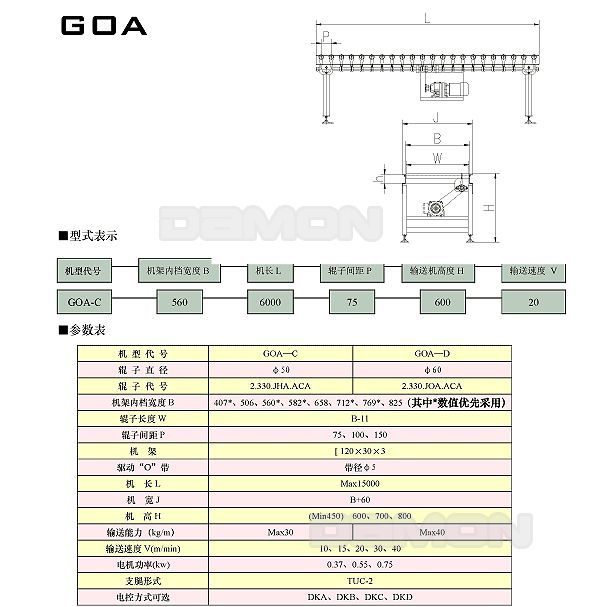 GOA
L
P
J
B
W
h
H
DAMON
■型式表示
机型代号 机架内档宽度 B 机长 L 辊子间距 P 输送机高度 H 输送速度 V
GOA-C 560 6000 75 600 20
■参数表
机 型 代 号 GOA—C GOA—D
辊 子 直 径 φ50 φ60
辊 子 代 号 2.330.JHA.ACA 2.330.JOA.ACA
机架内档宽度 B 407*、506、560*、582*、658、712*、769*、825 (其中*数值优先采用)
辊子长度 W B-11
辊子间距 P 75、100、150
机 架 [ 120×30×3
驱动“O”带 带径φ5
机 长 L Max15000
机 宽 J B+60
机 高 H (Min450) 600、700、800
输送能力 (kg/m) Max30 Max40
输送速度 V(m/min) 10、15、20、30、40
电机功率(kw) 0.37、0.55、0.75
支腿形式 TUC-2
电控方式可选 DKA、DKB、DKC、DKD
DAMON